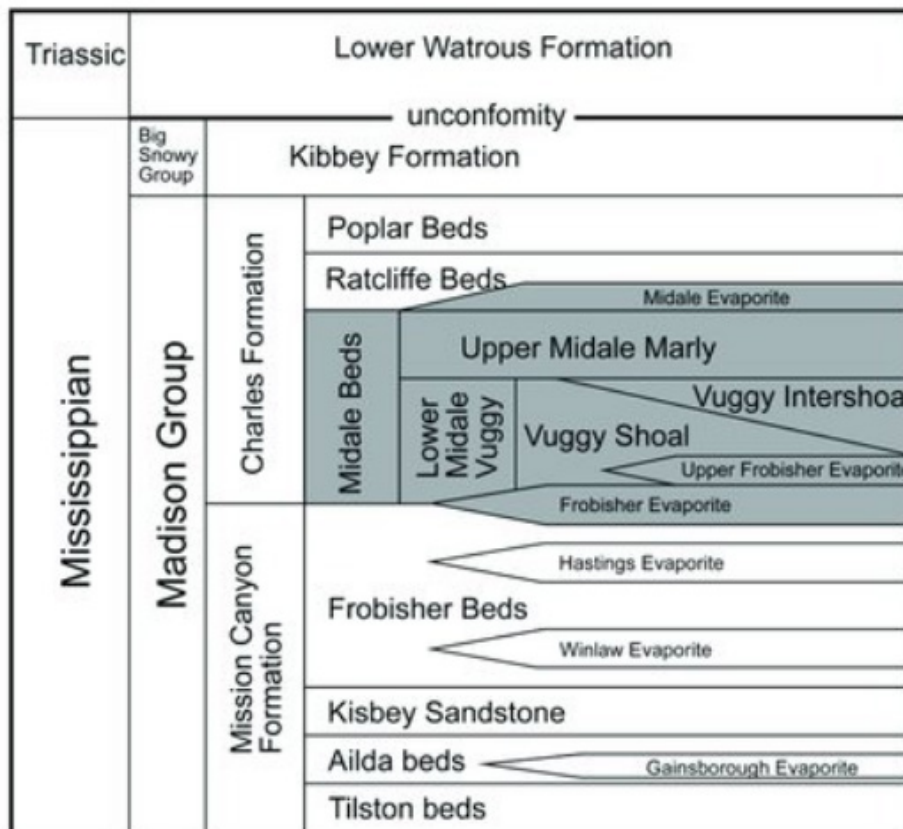 Triassic
Lower Watrous Formation
unconfomity
Mississippian
Big
Snowy
Group
Kibbey Formation
Madison Group
Charles Formation
Poplar Beds
Ratcliffe Beds
Midale Evaporite
Midale Beds
Upper Midale Marly
Lower
Midale
Vuggy
Vuggy Intershoal
Vuggy Shoal
Upper Frobisher Evaporite
Frobisher Evaporite
Mission Canyon
Formation
Hastings Evaporite
Frobisher Beds
Winlaw Evaporite
Kisbey Sandstone
Ailda beds
Gainsborough Evaporite
Tilston beds